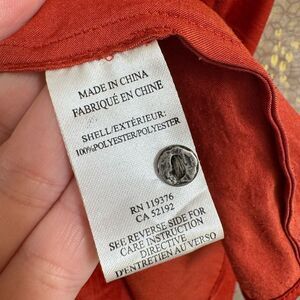 MADE IN CHINA
FABRIQUÉ EN CHINE
SHELL/EXTÉRIEUR:
100%POLYESTER/POLYESTER
RN 119376
CA 52192
SEE REVERSE SIDE FOR
CARE INSTRUCTION
DIRECTIVE
D'ENTRETIEN AU VERSO